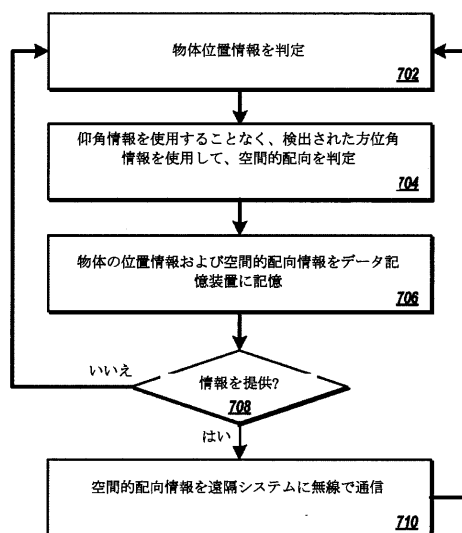 物体位置情報を判定
702
仰角情報を使用することなく、検出された方位角
情報を使用して、空間的配向を判定
704
物体の位置情報および空間的配向情報をデータ記
憶装置に記憶
706
情報を提供?
708
いいえ
はい
空間的配向情報を遠隔システムに無線で通信
710